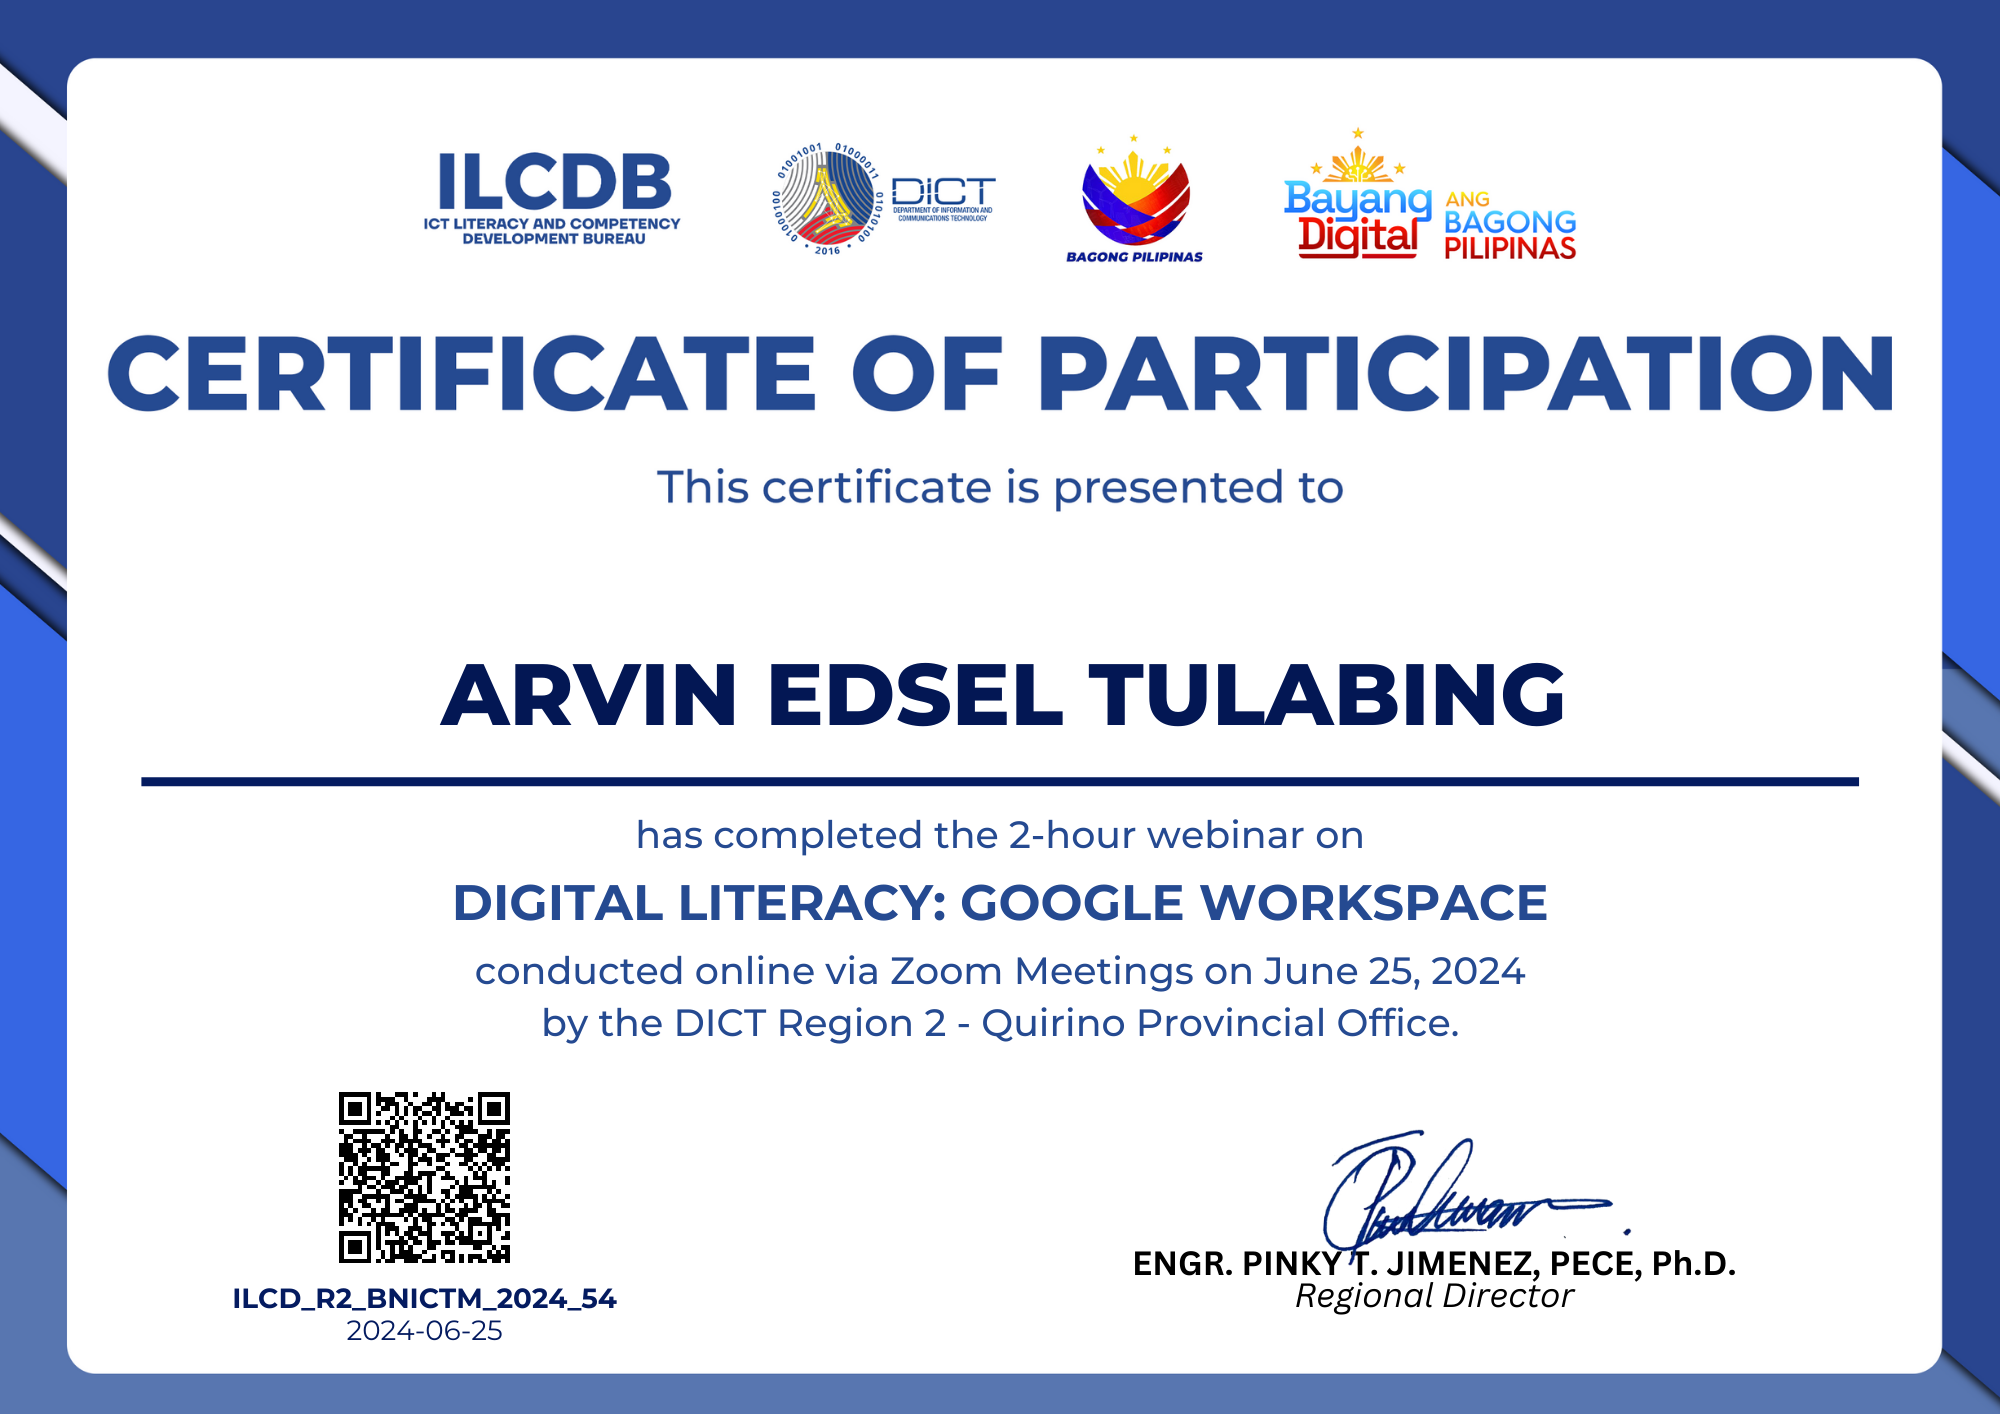 ILCDB
ICT LITERACY AND COMPETENCY
DEVELOPMENT BUREAU
01000100 01001001 01000011 01010100
• 2016 •
DICT
DEPARTMENT OF INFORMATION AND
COMMUNICATIONS TECHNOLOGY
BAGONG PILIPINAS
Bayang
Digital
ANG
BAGONG
PILIPINAS
CERTIFICATE OF PARTICIPATION
This certificate is presented to
ARVIN EDSEL TULABING
has completed the 2-hour webinar on
DIGITAL LITERACY: GOOGLE WORKSPACE
conducted online via Zoom Meetings on June 25, 2024
by the DICT Region 2 - Quirino Provincial Office.
ILCD_R2_BNICTM_2024_54
2024-06-25
ENGR. PINKY T. JIMENEZ, PECE, Ph.D.
Regional Director